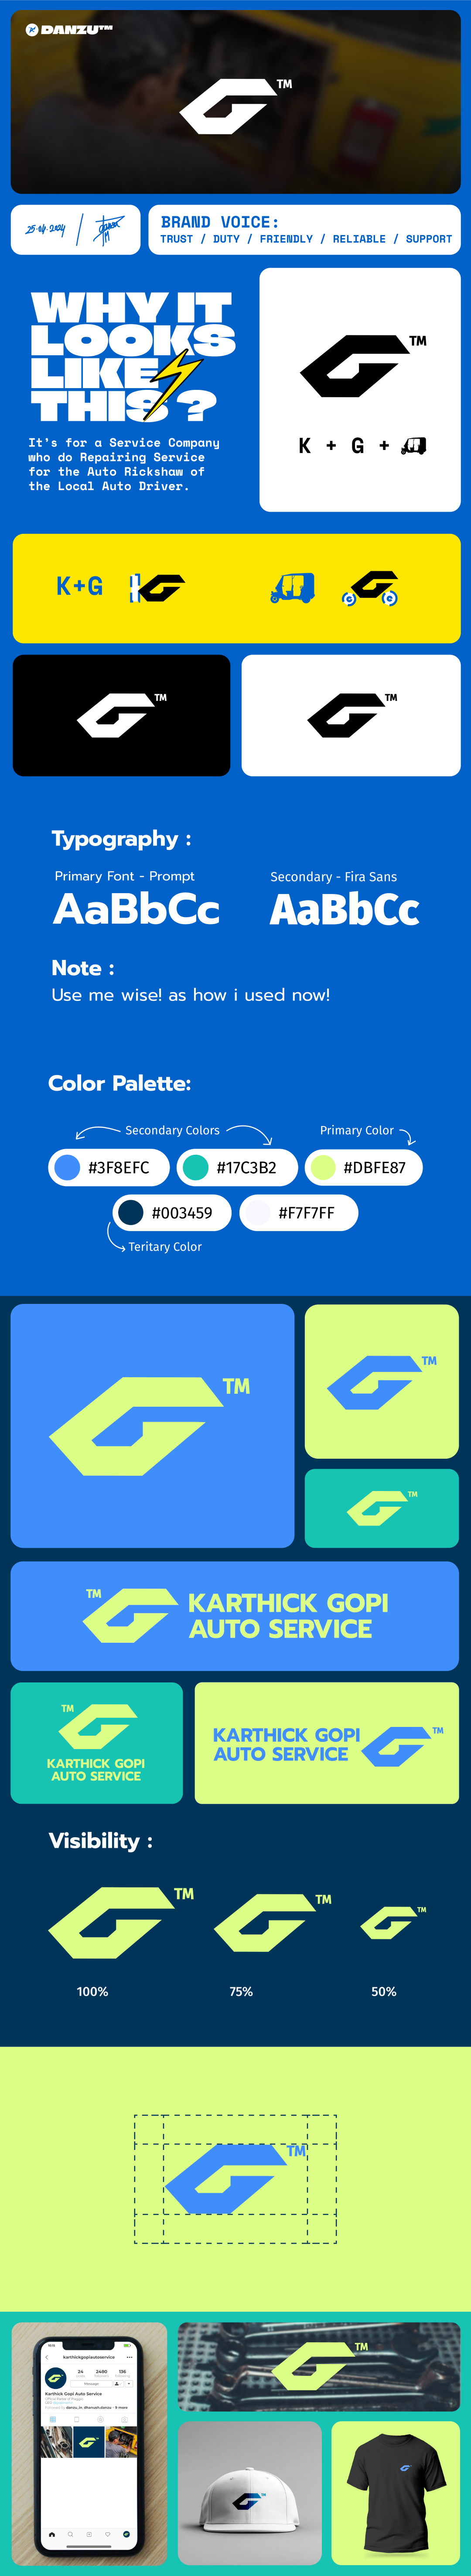 DANZU™
TM
25.04.2024
BRAND VOICE:
TRUST / DUTY / FRIENDLY / RELIABLE / SUPPORT
WHY IT
LOOKS
LIKE
THIS ?
It's for a Service Company
who do Repairing Service
for the Auto Rickshaw of
the Local Auto Driver.
TM
K + G +
K+G
TM
TM
Typography :
Primary Font - Prompt
AaBbCc
Secondary - Fira Sans
AaBbCc
Note :
Use me wise! as how i used now!
Color Palette:
Secondary Colors
Primary Color
#3F8EFC
#17C3B2
#DBFE87
#003459
#F7F7FF
Teritary Color
TM
TM
TM
TM
KARTHICK GOPI
AUTO SERVICE
TM
KARTHICK GOPI
AUTO SERVICE
KARTHICK GOPI
AUTO SERVICE
TM
Visibility :
TM
TM
TM
100%
75%
50%
TM
karthickgopiautoservice
24
2480
135
Message
Karthick Gopi Auto Service
TM